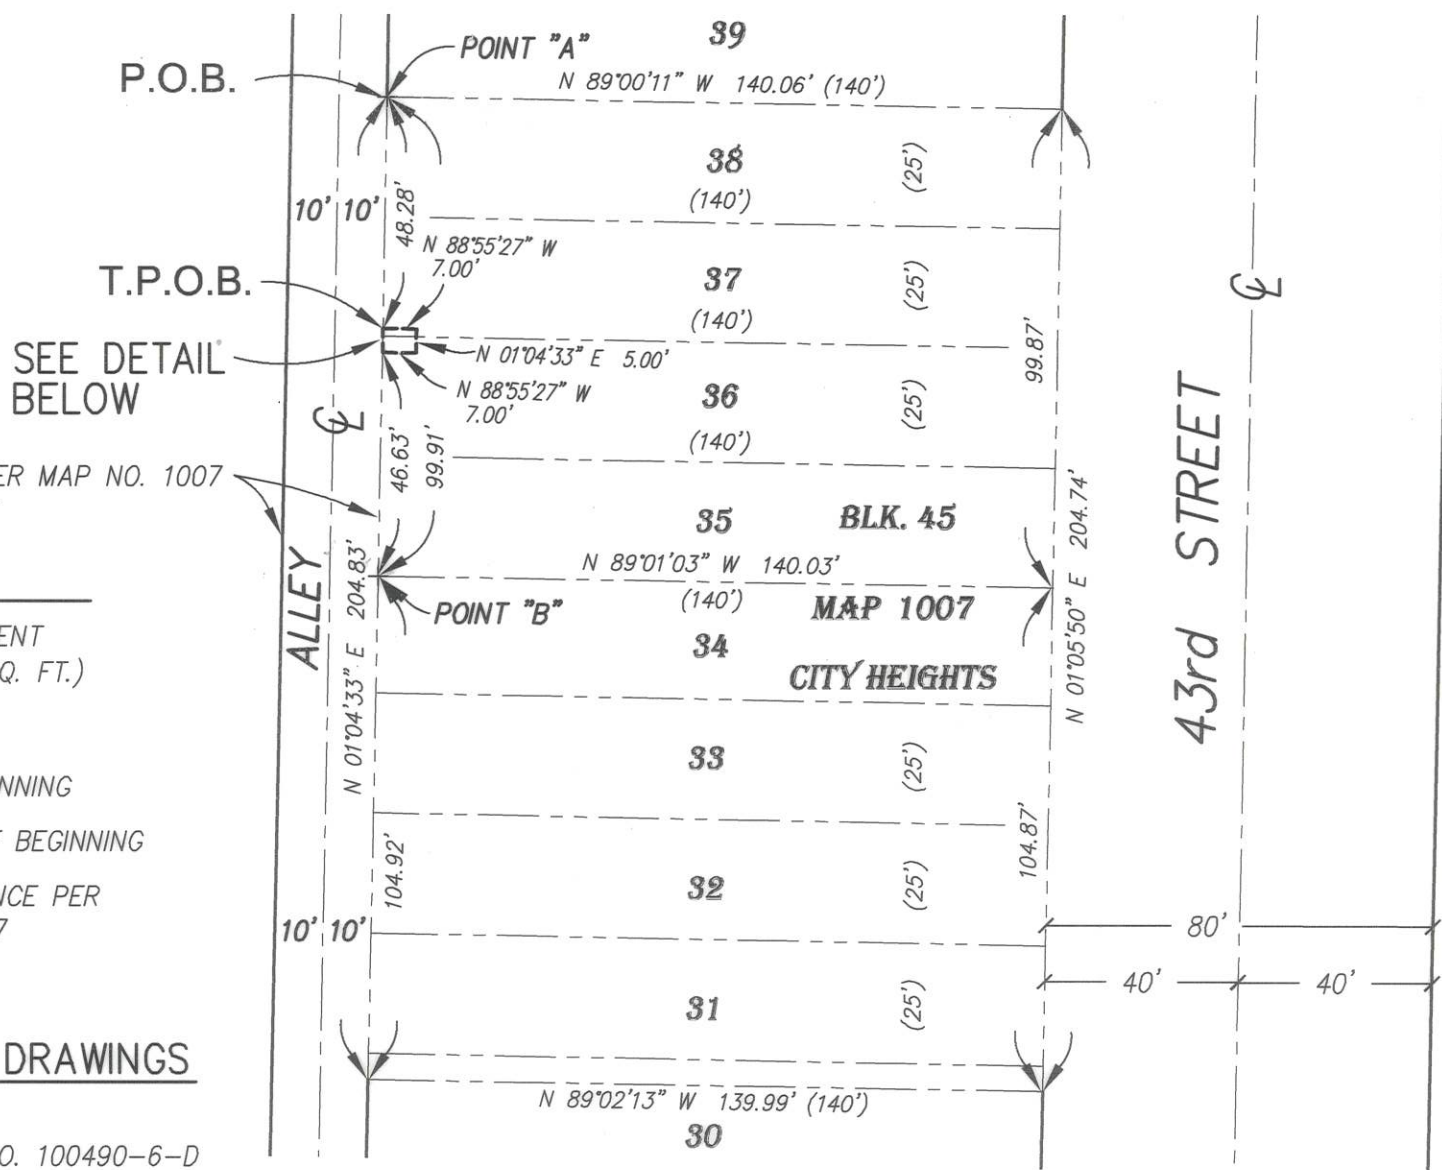 39
POINT "A"
P.O.B.
N 89°00'11" W 140.06' (140')
38
(25')
(140')
10' 10'
48.28'
N 88°55'27" W
7.00'
T.P.O.B.
37
(25')
(140')
℄
SEE DETAIL
BELOW
N 01°04'33" E 5.00'
N 88°55'27" W
7.00'
99.87'
36
(25')
(140')
℄
46.63'
99.91'
ER MAP NO. 1007
35
BLK. 45
N 89°01'03" W 140.03'
(140')
MAP 1007
POINT "B"
34
CITY HEIGHTS
ALLEY
N 01°04'33" E 204.83'
N 01°05'50" E 204.74'
43rd STREET
ENT
Q. FT.)
33
(25')
NNING
E BEGINNING
104.92'
104.87'
NCE PER
7
32
(25')
10' 10'
80'
40'
40'
31
(25')
DRAWINGS
N 89°02'13" W 139.99' (140')
30
O. 100490-6-D